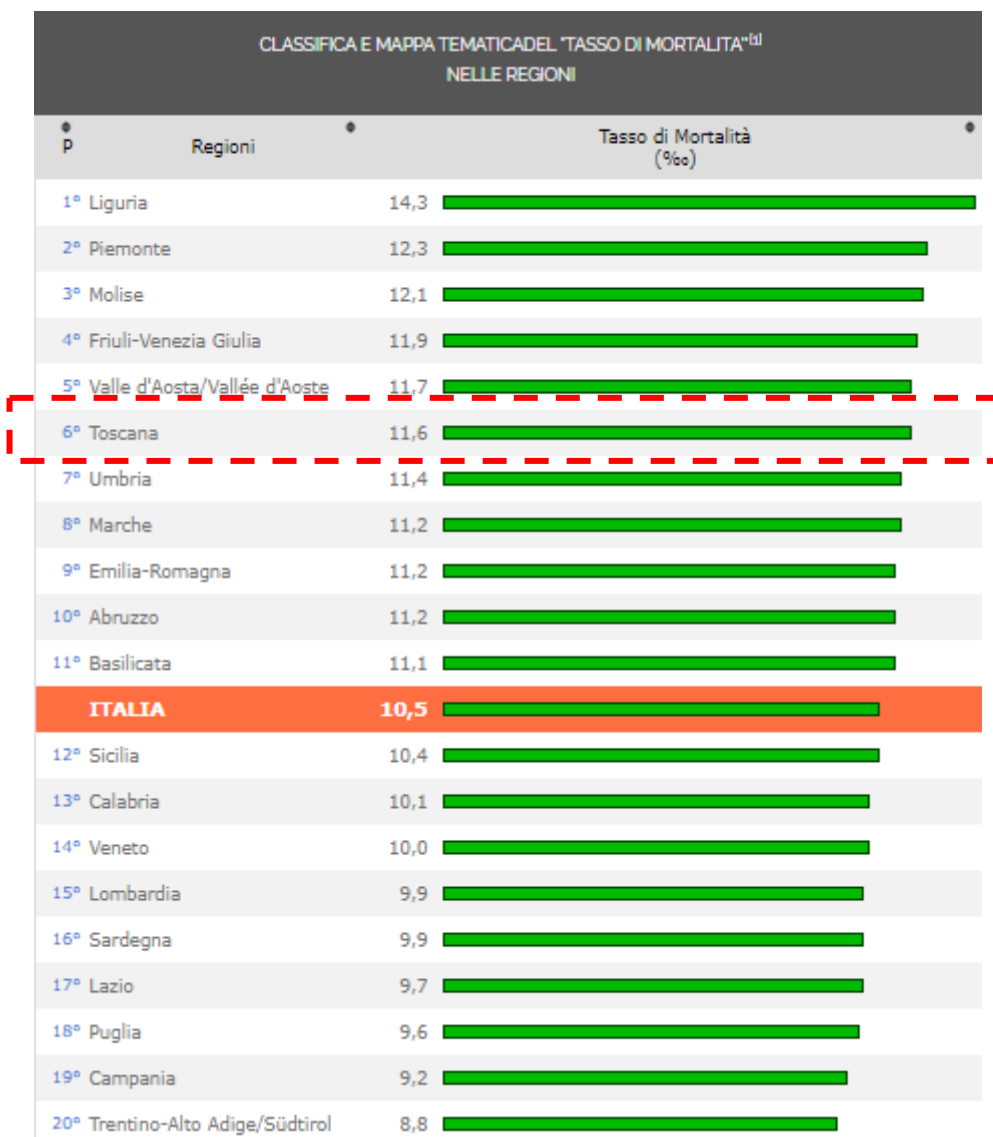 CLASSIFICA E MAPPA TEMATICADEL "TASSO DI MORTALITA'"[1]
NELLE REGIONI
P Regioni Tasso di Mortalità
(‰)
1° Liguria 14,3
2° Piemonte 12,3
3° Molise 12,1
4° Friuli-Venezia Giulia 11,9
5° Valle d'Aosta/Vallée d'Aoste 11,7
6° Toscana 11,6
7° Umbria 11,4
8° Marche 11,2
9° Emilia-Romagna 11,2
10° Abruzzo 11,2
11° Basilicata 11,1
ITALIA 10,5
12° Sicilia 10,4
13° Calabria 10,1
14° Veneto 10,0
15° Lombardia 9,9
16° Sardegna 9,9
17° Lazio 9,7
18° Puglia 9,6
19° Campania 9,2
20° Trentino-Alto Adige/Südtirol 8,8